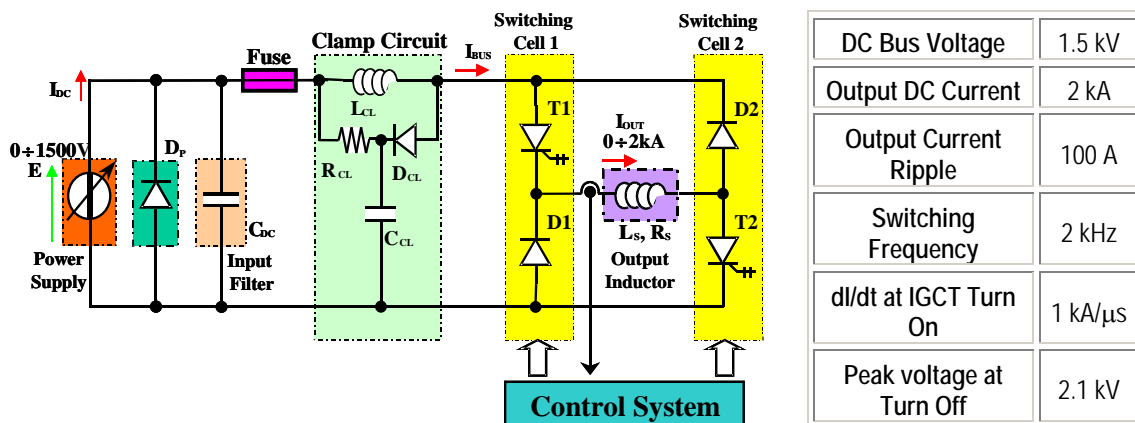 Switching
Cell 1
Switching
Cell 2
Clamp Circuit
Fuse
I_BUS
I_DC
L_CL
T1
D2
I_OUT
0÷2kA
0÷1500V
E
D_P
R_CL
D_CL
C_DC
C_CL
D1
T2
L_S, R_S
Output
Inductor
Power
Supply
Input
Filter
Control System
DC Bus Voltage
1.5 kV
Output DC Current
2 kA
Output Current
Ripple
100 A
Switching
Frequency
2 kHz
dI/dt at IGCT Turn
On
1 kA/μs
Peak voltage at
Turn Off
2.1 kV